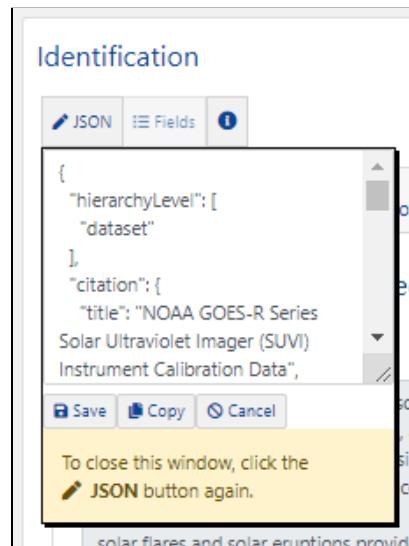 Identification
JSON Fields
{
"hierarchyLevel": [
"dataset"
],
"citation": {
"title": "NOAA GOES-R Series
Solar Ultraviolet Imager (SUVI)
Instrument Calibration Data",
Save Copy Cancel
To close this window, click the
JSON button again.
solar flares and solar eruptions provid